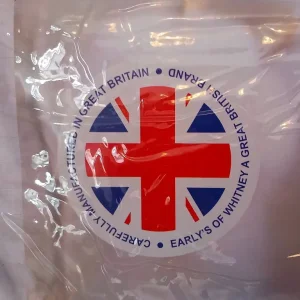 CAREFULLY MANUFACTURED IN GREAT BRITAIN
EARLY'S OF WHITNEY A GREAT BRITISH BRAND